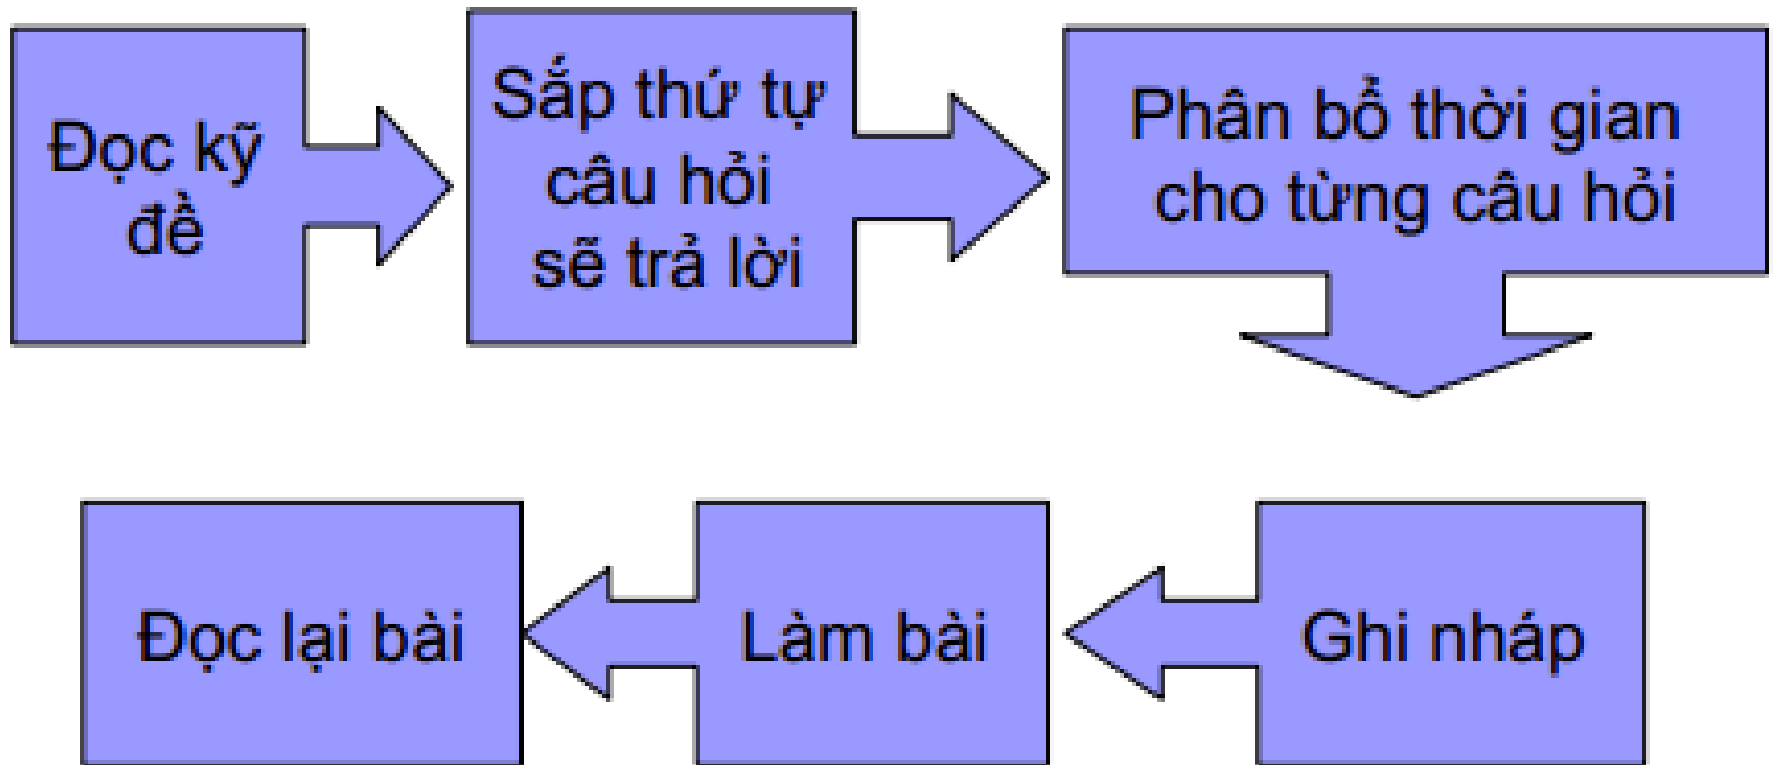 Đọc kỹ
đề
Sắp thứ tự
câu hỏi
sẽ trả lời
Phân bổ thời gian
cho từng câu hỏi
Ghi nháp
Làm bài
Đọc lại bài